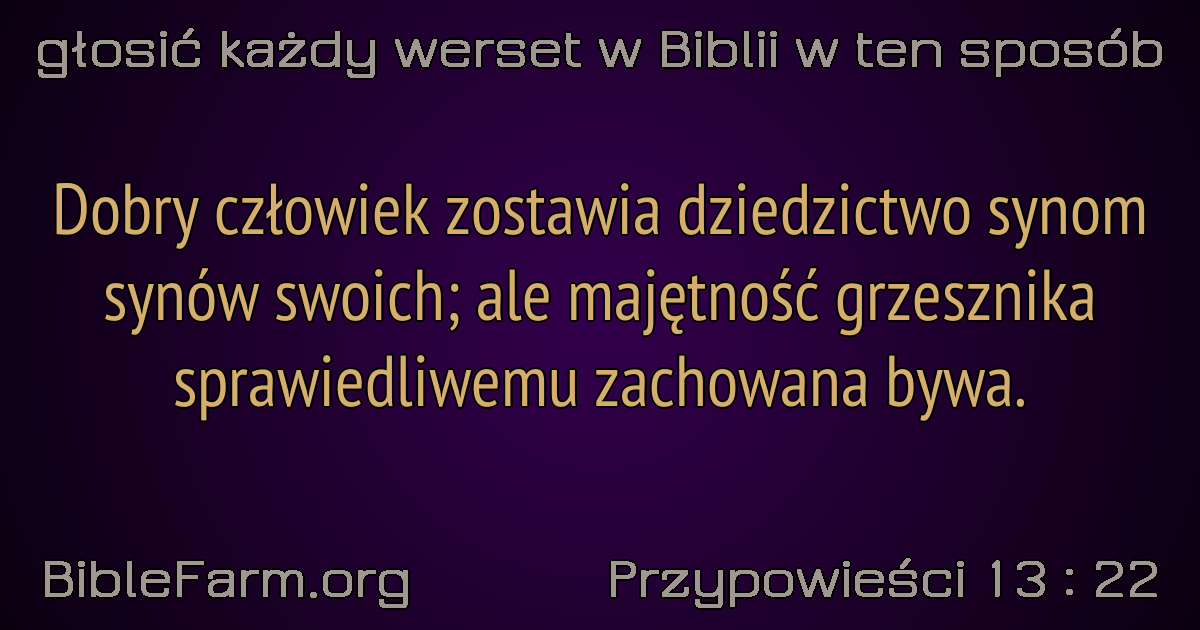 głosić każdy werset w Biblii w ten sposób
Dobry człowiek zostawia dziedzictwo synom
synów swoich; ale majętność grzesznika
sprawiedliwemu zachowana bywa.
BibleFarm.org
Przypowieści 13 : 22